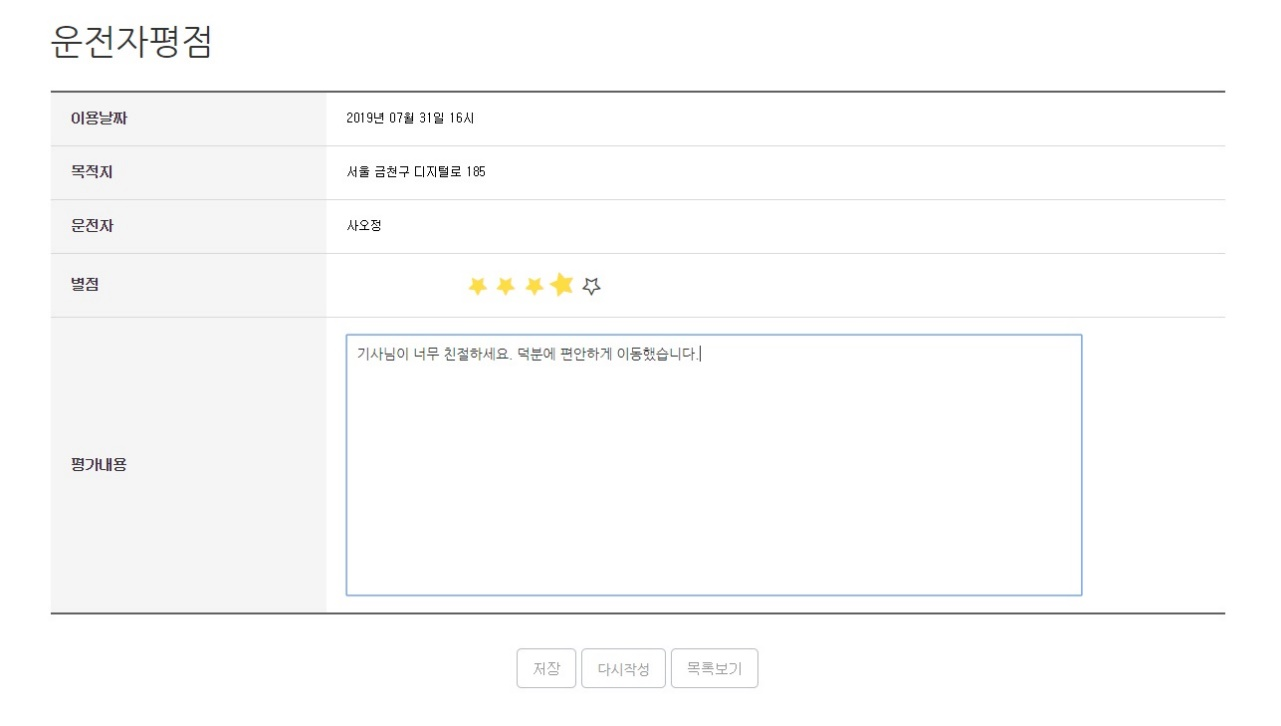 운전자평점
이용날짜 2019년 07월 31일 16시
목적지 서울 금천구 디지털로 185
운전자 사오정
별점
평가내용 기사님이 너무 친절하세요. 덕분에 편안하게 이동했습니다.
저장 다시작성 목록보기